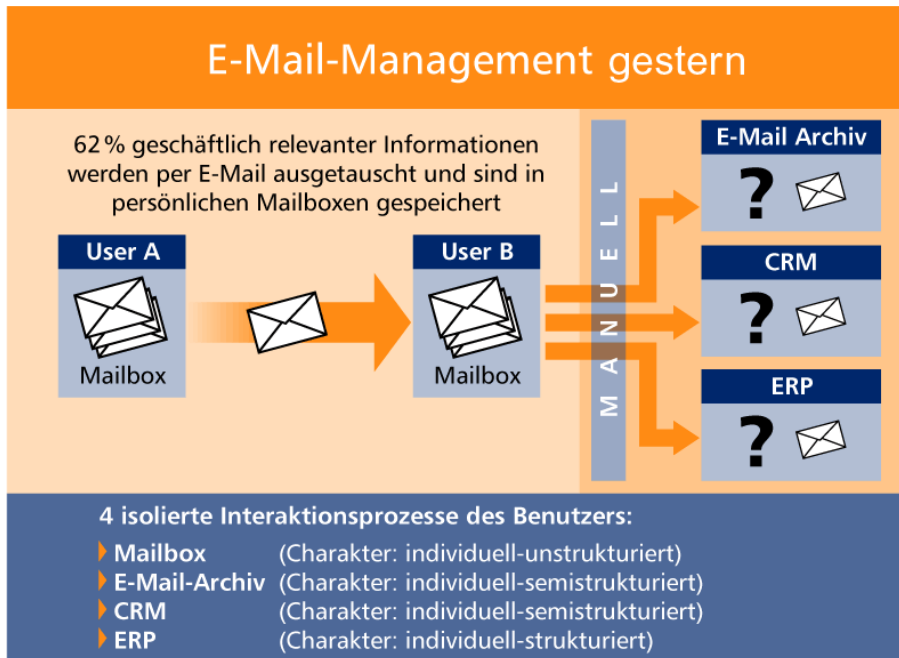 E-Mail-Management gestern
62% geschäftlich relevanter Informationen
werden per E-Mail ausgetauscht und sind in
persönlichen Mailboxen gespeichert
User A
Mailbox
User B
Mailbox
MANUELL
E-Mail Archiv
?
CRM
?
ERP
?
4 isolierte Interaktionsprozesse des Benutzers:
Mailbox (Charakter: individuell-unstrukturiert)
E-Mail-Archiv (Charakter: individuell-semistrukturiert)
CRM (Charakter: individuell-semistrukturiert)
ERP (Charakter: individuell-strukturiert)